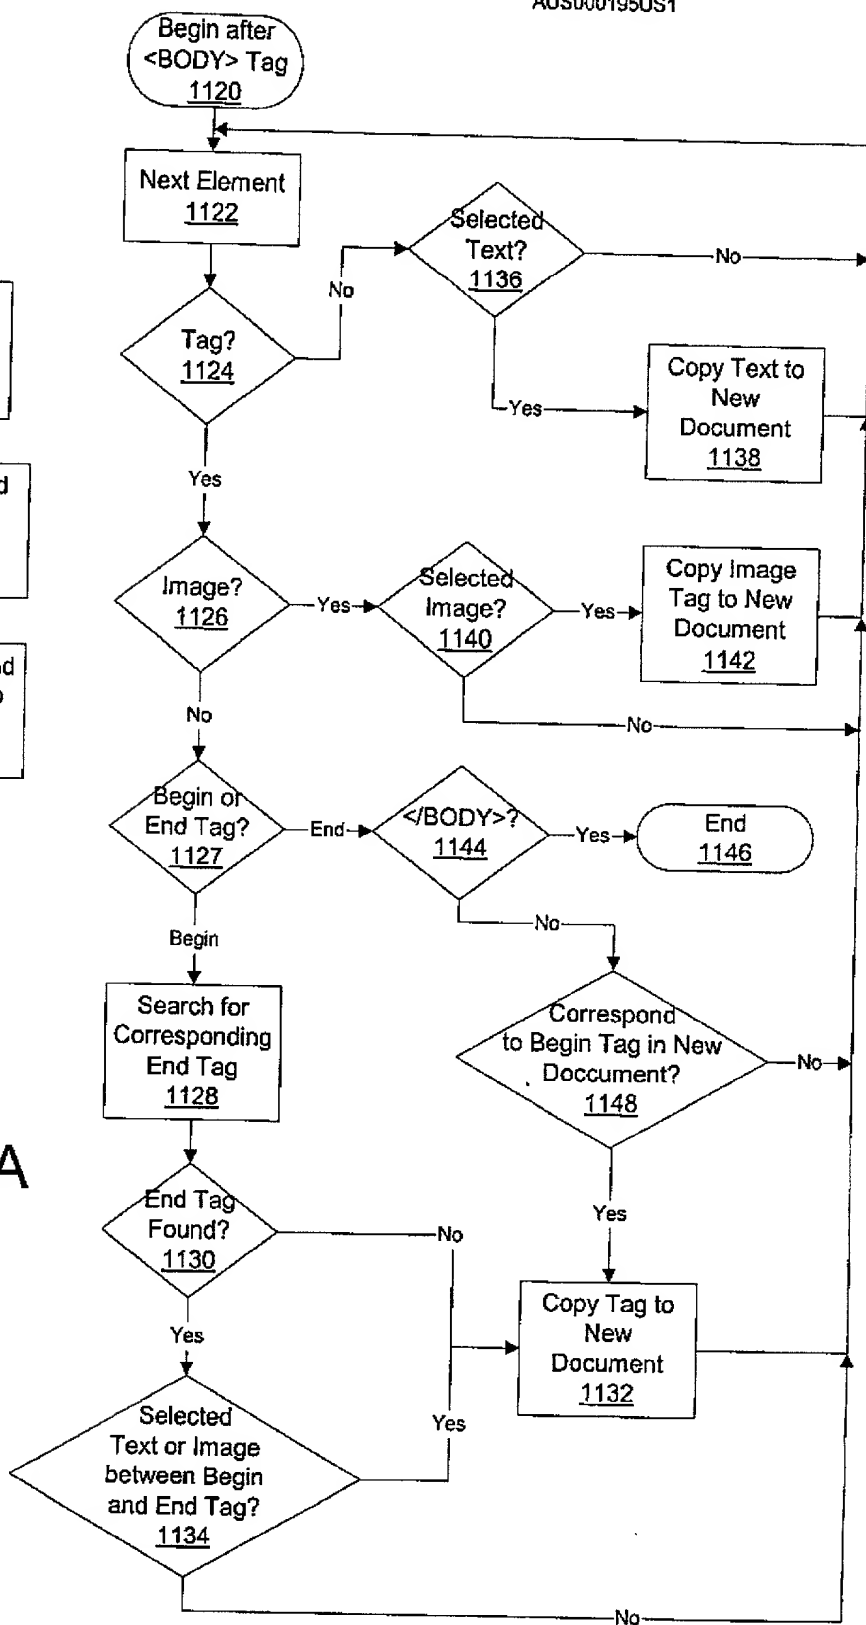 AUS000195US1
Begin after
<BODY> Tag
1120
Next Element
1122
Selected
Text?
1136
No
No
Tag?
1124
Copy Text to
New
Document
1138
Yes
Yes
d
Image?
1126
Yes
Selected
Image?
1140
Yes
Copy Image
Tag to New
Document
1142
No
No
Begin or
End Tag?
1127
End
</BODY>?
1144
Yes
End
1146
Begin
No
Search for
Corresponding
End Tag
1128
Correspond
to Begin Tag in New
Doccument?
1148
No
A
End Tag
Found?
1130
No
Yes
Yes
Copy Tag to
New
Document
1132
Selected
Text or Image
between Begin
and End Tag?
1134
Yes
No